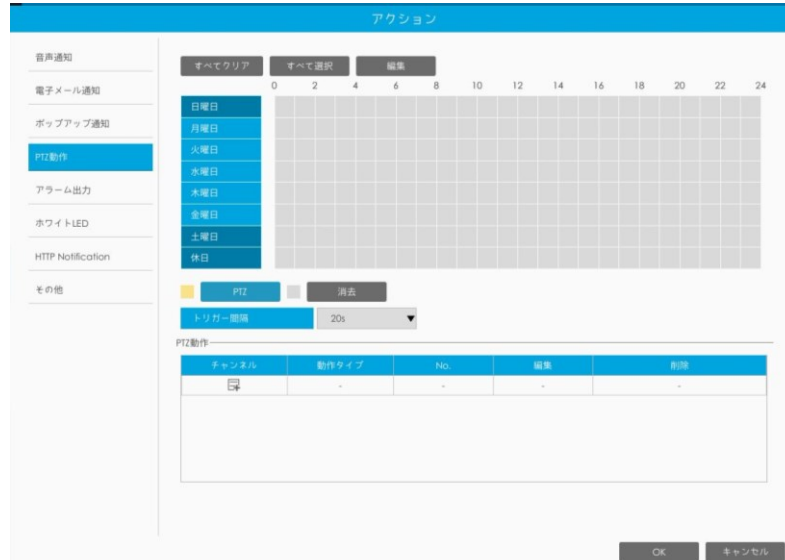 アクション
音声通知
電子メール通知
ポップアップ通知
PTZ動作
アラーム出力
ホワイトLED
HTTP Notification
その他
すべてクリア すべて選択 編集
0 2 4 6 8 10 12 14 16 18 20 22 24
日曜日
月曜日
火曜日
水曜日
木曜日
金曜日
土曜日
休日
PTZ 消去
トリガー間隔 20s
PTZ動作
チャンネル 動作タイプ No. 編集 削除
- - - -
OK キャンセル